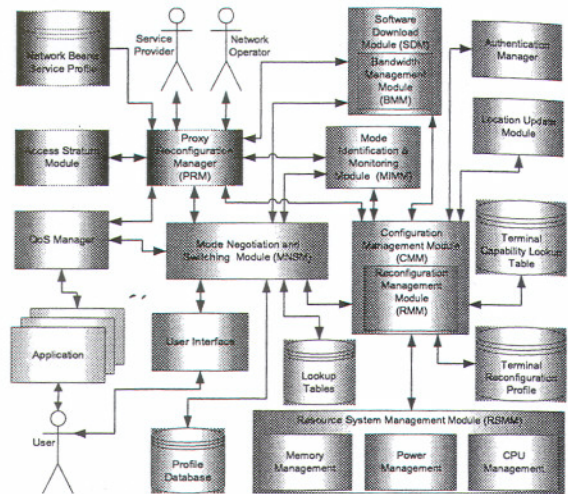 Network Bearer
Service Profile
Service
Provider
Network
Operator
Software
Download
Module (SDM)
Bandwidth
Management
Module
(BMM)
Authentication
Manager
Access Stratum
Module
Proxy
Reconfiguration
Manager
(PRM)
Mode
Identification &
Monitoring
Module (MIMM)
Location Update
Module
QoS Manager
Mode Negotiation and
Switching Module (MNSM)
Configuration
Management Module
(CMM)
Reconfiguration
Management
Module
(RMM)
Terminal
Capability Lookup
Table
Application
User Interface
Lookup
Tables
Terminal
Reconfiguration
Profile
User
Profile
Database
Resource System Management Module (RSMM)
Memory
Management
Power
Management
CPU
Management